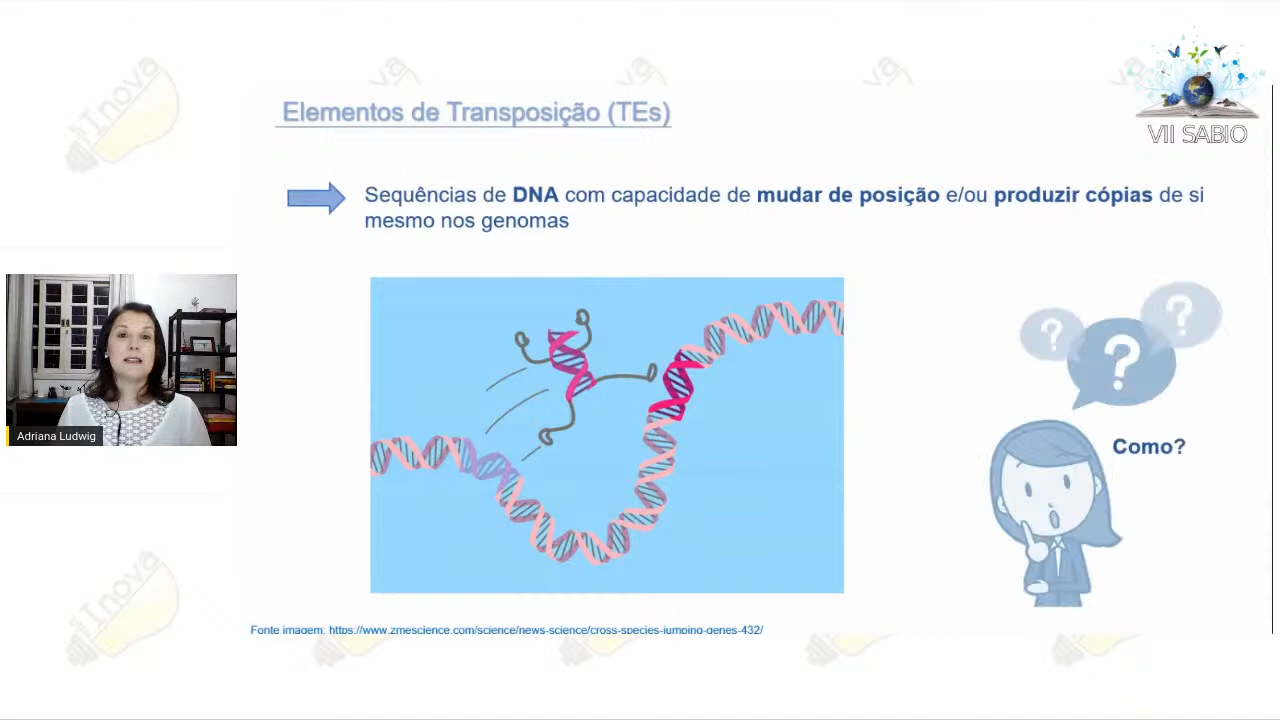 VII SABIO
Elementos de Transposição (TEs)
Sequências de DNA com capacidade de mudar de posição e/ou produzir cópias de si
mesmo nos genomas
? ? ?
Como?
Adriana Ludwig
Fonte imagem: https://www.zmescience.com/science/news-science/cross-species-jumping-genes-432/
iInova
iInova